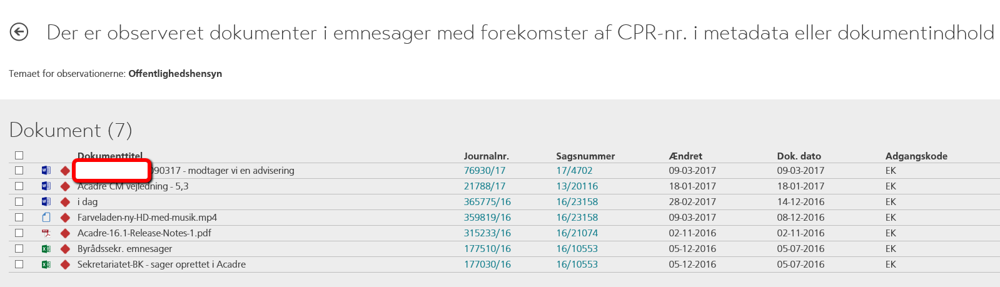 Der er observeret dokumenter i emnesager med forekomster af CPR-nr. i metadata eller dokumentindhold
Temaet for observationerne: Offentlighedshensyn
Dokument (7)
Dokumenttitel Journalnr. Sagsnummer Ændret Dok. dato Adgangskode
090317 - modtager vi en advisering 76930/17 17/4702 09-03-2017 09-03-2017 EK
Acadre CM vejledning - 5,3 21788/17 13/20116 18-01-2017 18-01-2017 EK
i dag 365775/16 16/23158 28-02-2017 14-12-2016 EK
Farveladen-ny-HD-med-musik.mp4 359819/16 16/23158 09-03-2017 08-12-2016 EK
Acadre-16.1-Release-Notes-1.pdf 315233/16 16/21074 02-11-2016 02-11-2016 EK
Byrådssekr. emnesager 177510/16 16/10553 05-12-2016 05-07-2016 EK
Sekretariatet-BK - sager oprettet i Acadre 177030/16 16/10553 05-12-2016 05-07-2016 EK